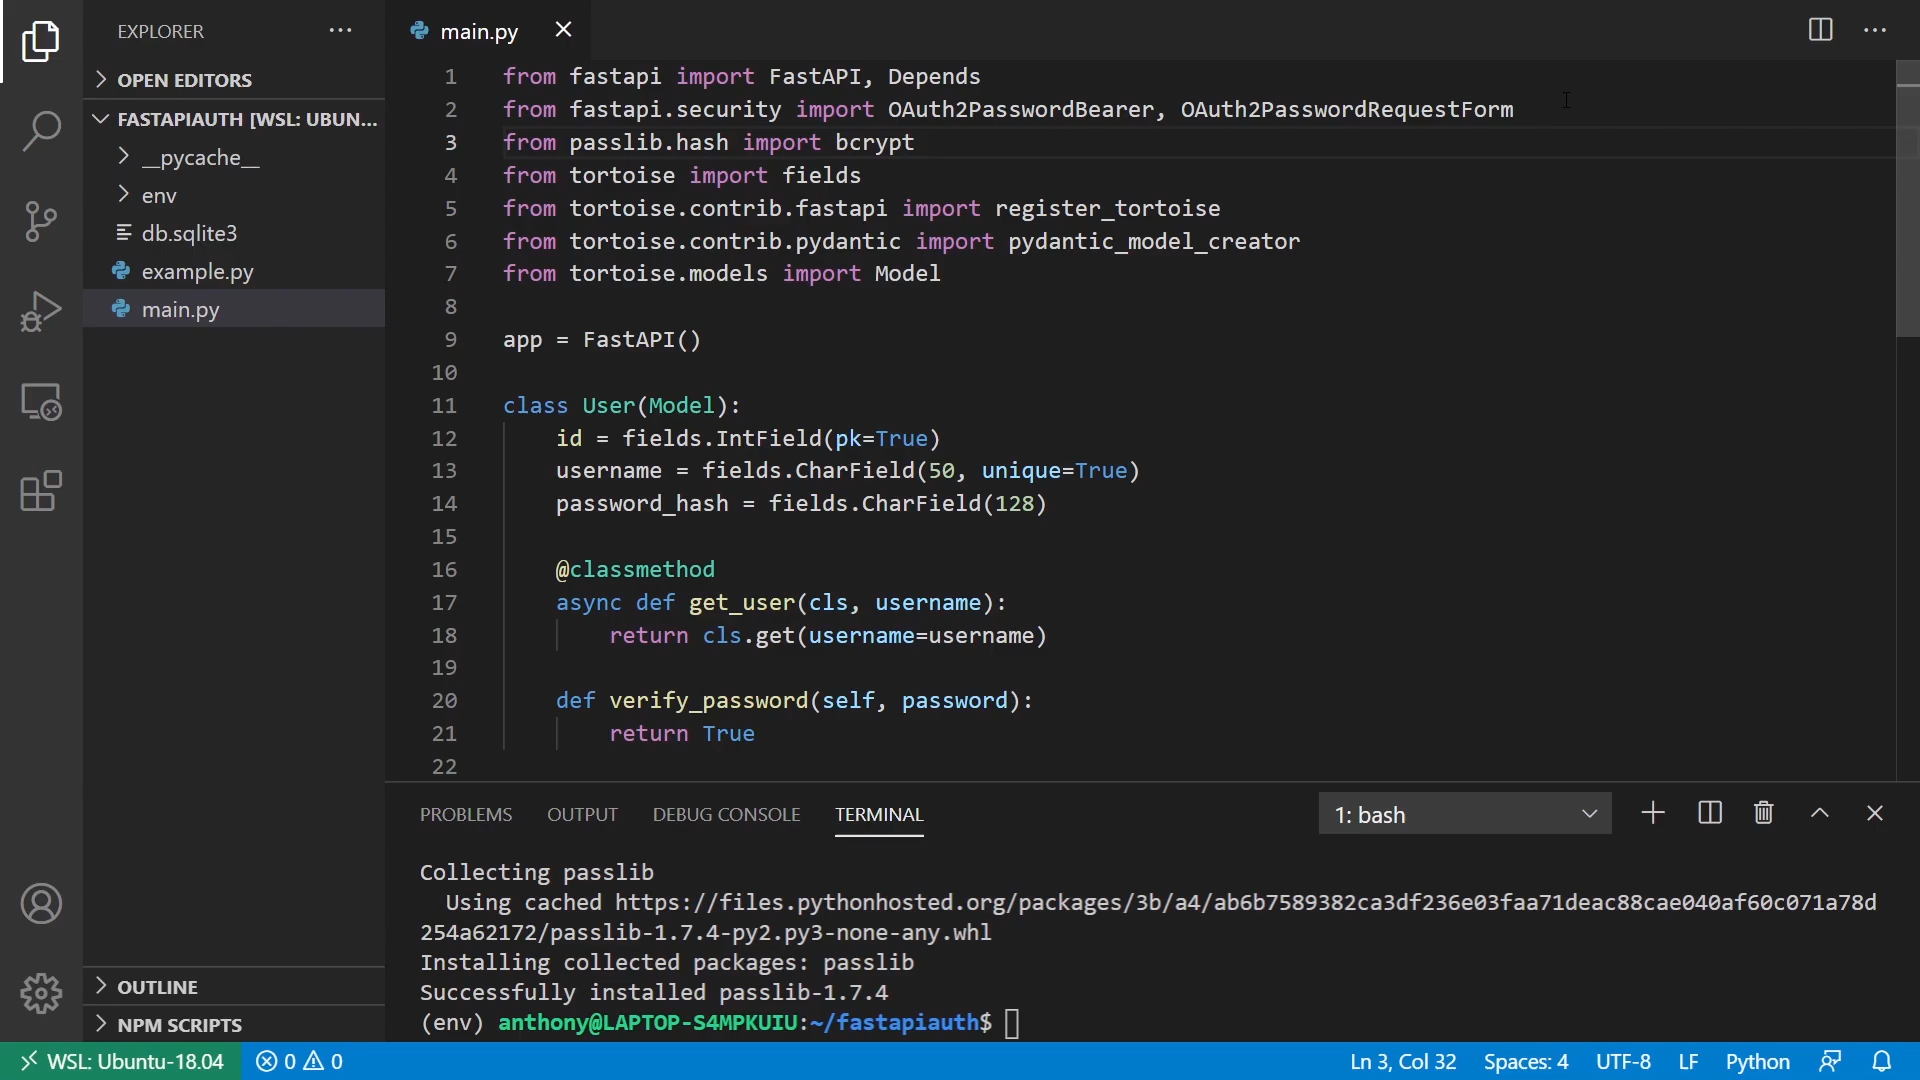 EXPLORER
OPEN EDITORS
FASTAPIAUTH [WSL: UBUN...
__pycache__
env
db.sqlite3
example.py
main.py
OUTLINE
NPM SCRIPTS
main.py
1 from fastapi import FastAPI, Depends
2 from fastapi.security import OAuth2PasswordBearer, OAuth2PasswordRequestForm
3 from passlib.hash import bcrypt
4 from tortoise import fields
5 from tortoise.contrib.fastapi import register_tortoise
6 from tortoise.contrib.pydantic import pydantic_model_creator
7 from tortoise.models import Model
8
9 app = FastAPI()
10
11 class User(Model):
12     id = fields.IntField(pk=True)
13     username = fields.CharField(50, unique=True)
14     password_hash = fields.CharField(128)
15
16     @classmethod
17     async def get_user(cls, username):
18         return cls.get(username=username)
19
20     def verify_password(self, password):
21         return True
22
PROBLEMS OUTPUT DEBUG CONSOLE TERMINAL 1: bash
Collecting passlib
  Using cached https://files.pythonhosted.org/packages/3b/a4/ab6b7589382ca3df236e03faa71deac88cae040af60c071a78d
254a62172/passlib-1.7.4-py2.py3-none-any.whl
Installing collected packages: passlib
Successfully installed passlib-1.7.4
(env) anthony@LAPTOP-S4MPKUIU:~/fastapiauth$
WSL: Ubuntu-18.04 0 0 Ln 3, Col 32 Spaces: 4 UTF-8 LF Python